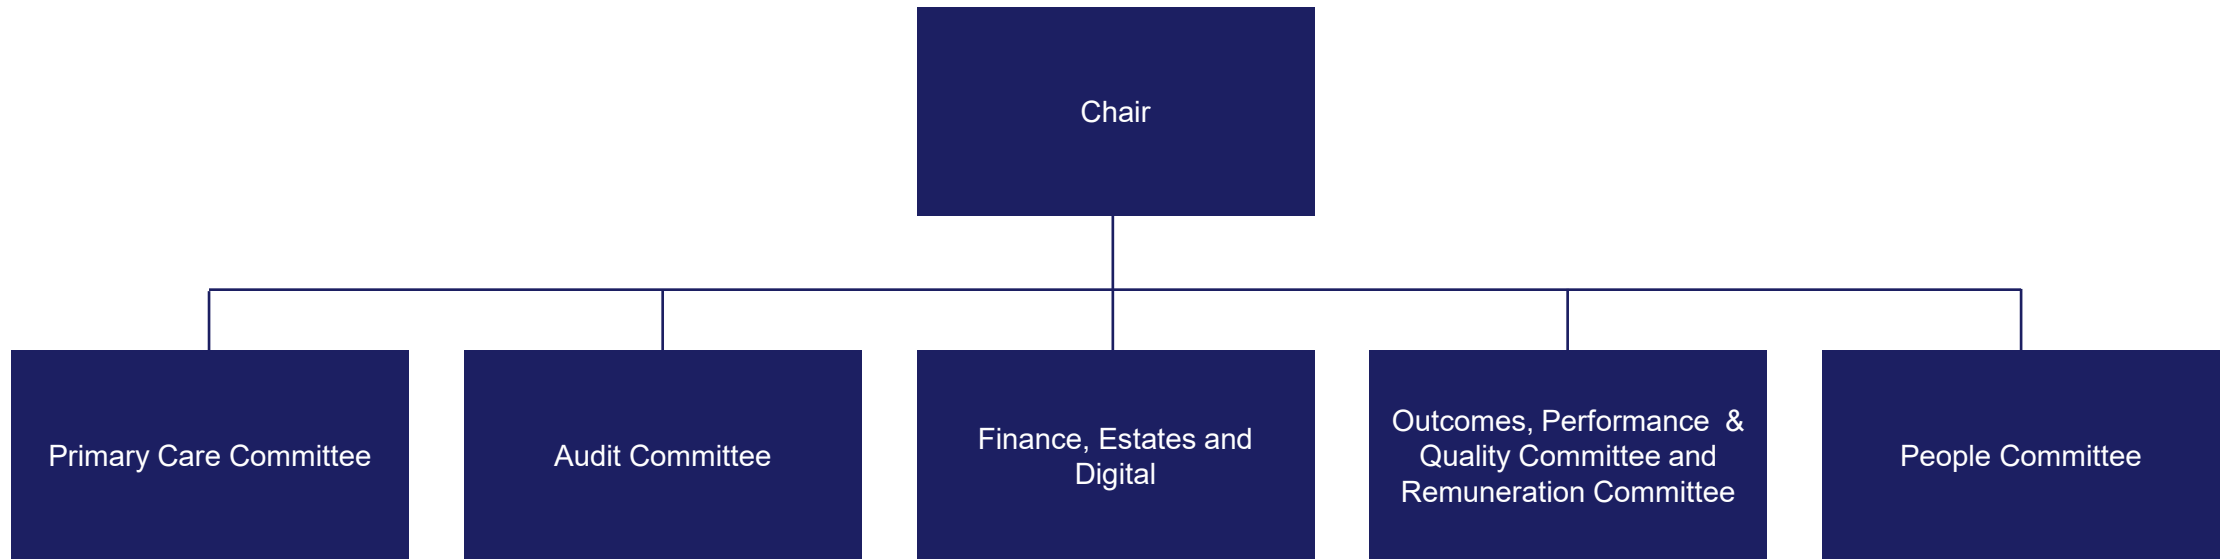 Chair
Primary Care Committee
Audit Committee
Finance, Estates and
Digital
Outcomes, Performance  &
Quality Committee and
Remuneration Committee
People Committee